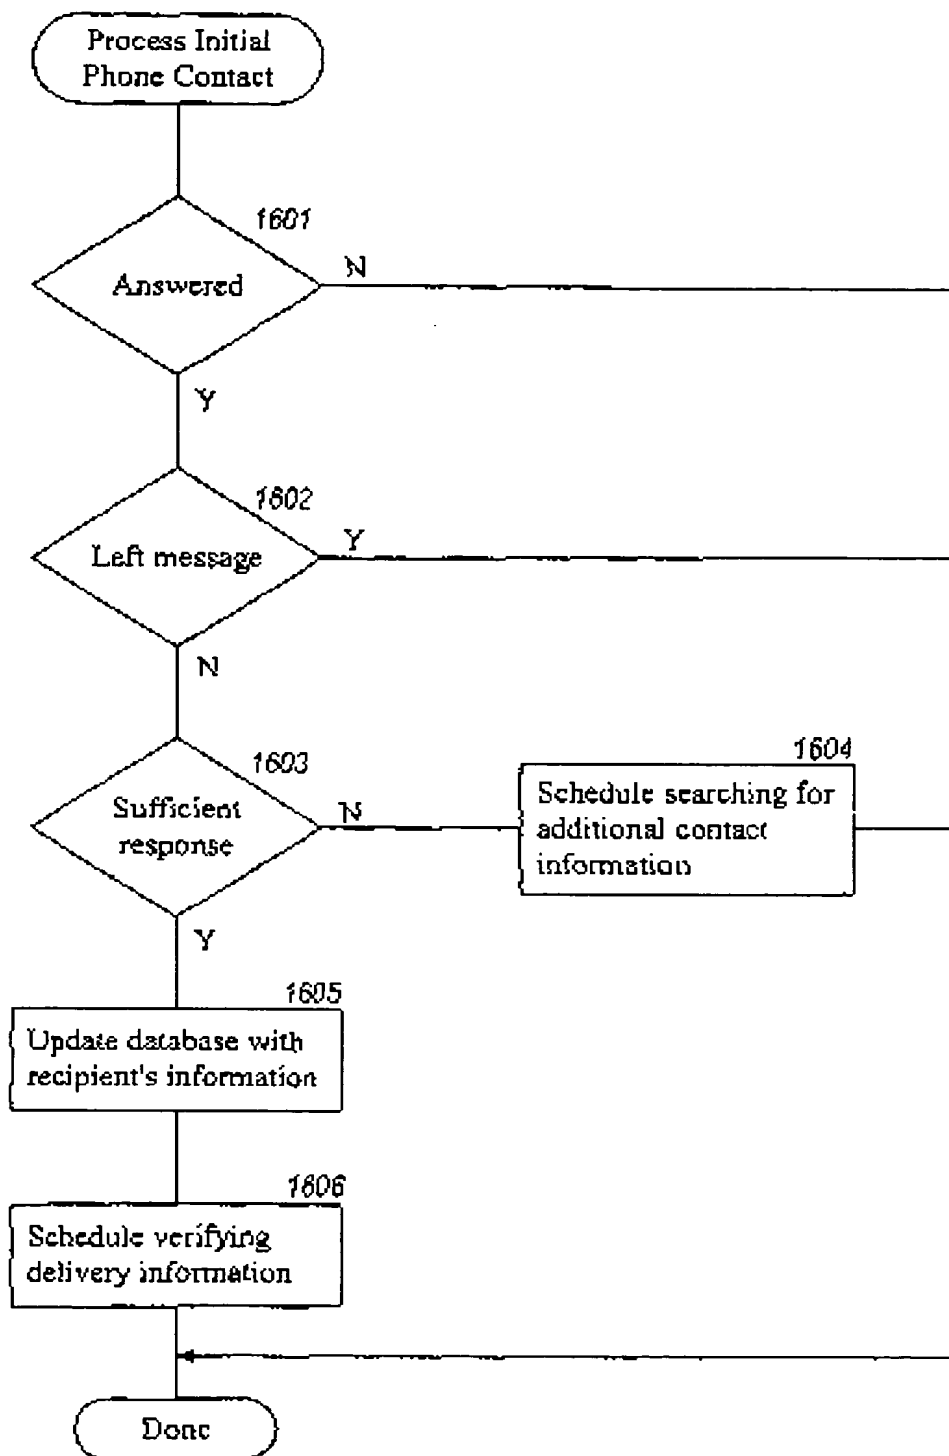 Process Initial
Phone Contact
1601
Answered
N
Y
1602
Left message
Y
N
1603
Sufficient
response
N
1604
Schedule searching for
additional contact
information
Y
1605
Update database with
recipient's information
1606
Schedule verifying
delivery information
Done